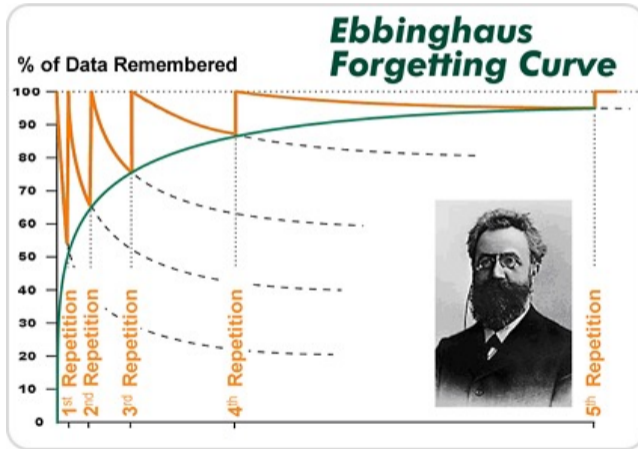 Ebbinghaus
Forgetting Curve
% of Data Remembered
100
90
80
70
60
50
40
30
20
10
0
1st Repetition
2nd Repetition
3rd Repetition
4th Repetition
5th Repetition